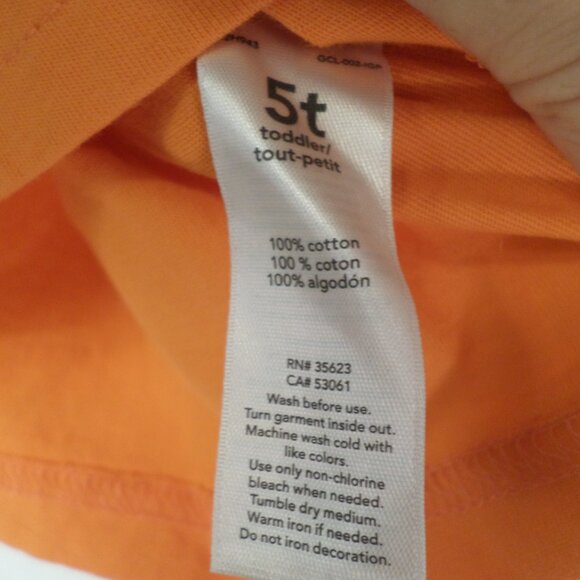 5t
toddler/
tout-petit
100% cotton
100% coton
100% algodón
RN# 35623
CA# 53061
Wash before use.
Turn garment inside out.
Machine wash cold with
like colors.
Use only non-chlorine
bleach when needed.
Tumble dry medium.
Warm iron if needed.
Do not iron decoration.